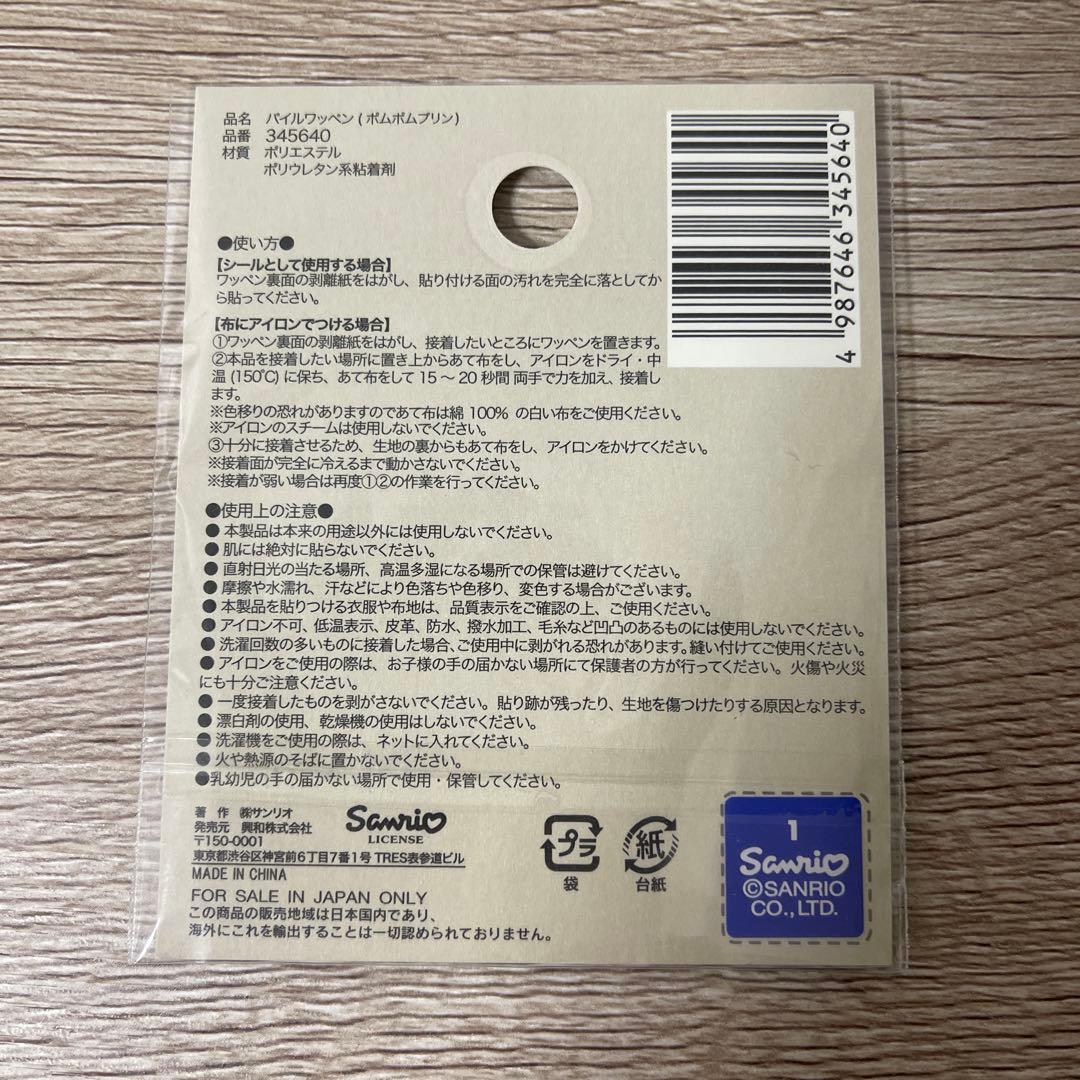 品名 パイルワッペン(ポムポムプリン)
品番 345640
材質 ポリエステル
ポリウレタン系粘着剤
4 987646 345640
●使い方●
【シールとして使用する場合】
ワッペン裏面の剥離紙をはがし、貼り付ける面の汚れを完全に落としてか
ら貼ってください。
【布にアイロンでつける場合】
①ワッペン裏面の剥離紙をはがし、接着したいところにワッペンを置きます。
②本品を接着したい場所に置き上からあて布をし、アイロンをドライ・中
温(150℃)に保ち、あて布をして15～20秒間 両手で力を加え、接着し
ます。
※色移りの恐れがありますのであて布は綿100% の白い布をご使用ください。
※アイロンのスチームは使用しないでください。
③十分に接着させるため、生地の裏からもあて布をし、アイロンをかけてください。
※接着面が完全に冷えるまで動かさないでください。
※接着が弱い場合は再度①②の作業を行ってください。
●使用上の注意●
● 本製品は本来の用途以外には使用しないでください。
● 肌には絶対に貼らないでください。
● 直射日光の当たる場所、高温多湿になる場所での保管は避けてください。
● 摩擦や水濡れ、汗などにより色落ちや色移り、変色する場合がございます。
● 本製品を貼りつける衣服や布地は、品質表示をご確認の上、ご使用ください。
● アイロン不可、低温表示、皮革、防水、撥水加工、毛糸など凹凸のあるものには使用しないでください。
● 洗濯回数の多いものに接着した場合、ご使用中に剥がれる恐れがあります。縫い付けてご使用ください。
● アイロンをご使用の際は、お子様の手の届かない場所にて保護者の方が行ってください。火傷や火災
にも十分ご注意ください。
● 一度接着したものを剥がさないでください。貼り跡が残ったり、生地を傷つけたりする原因となります。
● 漂白剤の使用、乾燥機の使用はしないでください。
● 洗濯機をご使用の際は、ネットに入れてください。
● 火や熱源のそばに置かないでください。
●乳幼児の手の届かない場所で使用・保管してください。
著 作 ㈱サンリオ
発売元 興和株式会社
〒150-0001
東京都渋谷区神宮前6丁目7番1号 TRES表参道ビル
MADE IN CHINA
Sanrio
LICENSE
プラ
袋
紙
台紙
1
Sanrio
©SANRIO
CO.,LTD.
FOR SALE IN JAPAN ONLY
この商品の販売地域は日本国内であり、
海外にこれを輸出することは一切認められておりません。